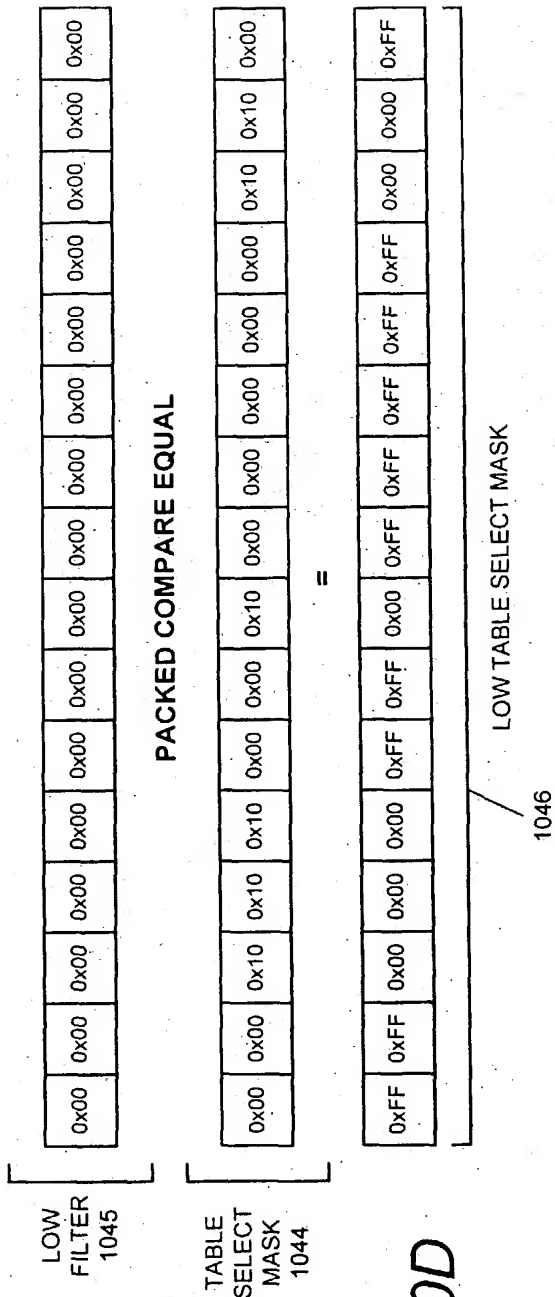 LOW
FILTER
1045
0x00 0x00 0x00 0x00 0x00 0x00 0x00 0x00 0x00 0x00 0x00 0x00 0x00 0x00 0x00 0x00
PACKED COMPARE EQUAL
TABLE
SELECT
MASK
1044
0x00 0x00 0x10 0x10 0x10 0x00 0x00 0x10 0x00 0x00 0x00 0x00 0x00 0x10 0x10 0x00
=
0xFF 0xFF 0x00 0x00 0x00 0xFF 0xFF 0x00 0xFF 0xFF 0xFF 0xFF 0xFF 0x00 0x00 0xFF
LOW TABLE SELECT MASK
1046
0D